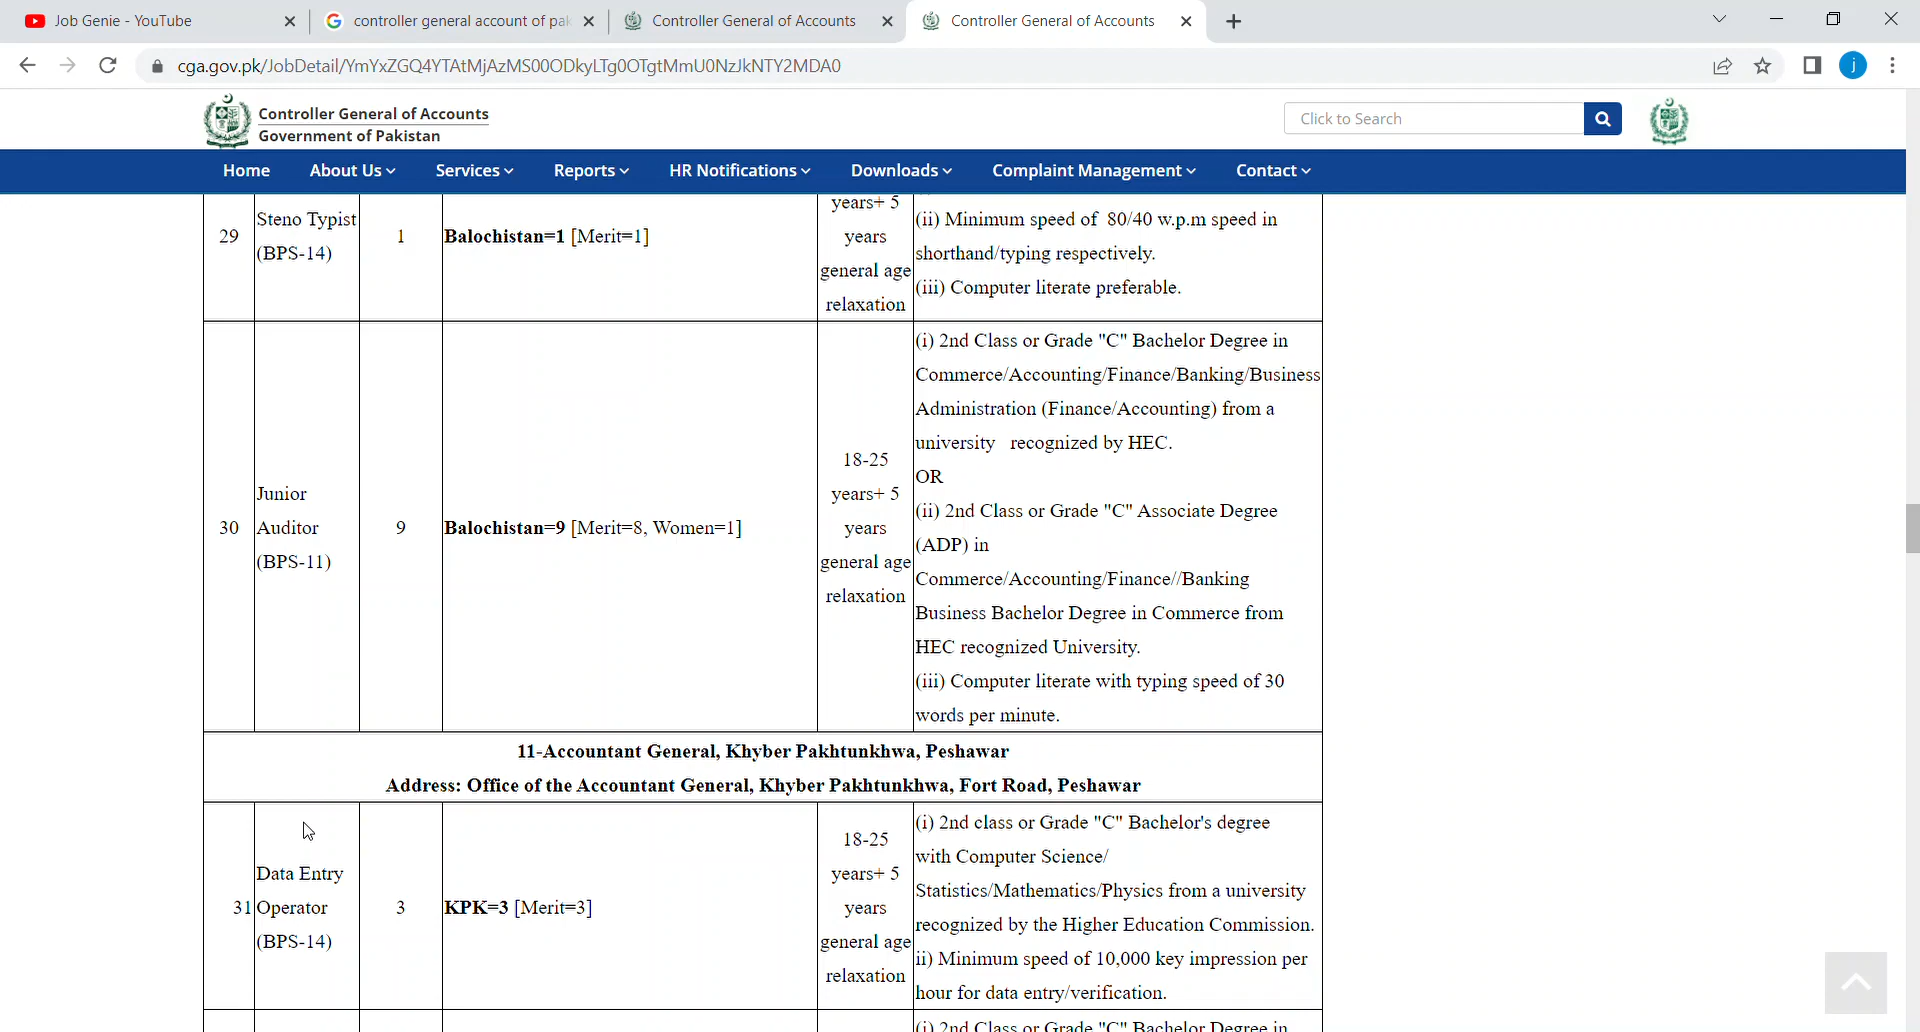 Job Genie - YouTube
controller general account of pak
Controller General of Accounts
Controller General of Accounts
cga.gov.pk/JobDetail/YmYxZGQ4YTAtMjAzMS00ODkyLTg0OTgtMmU0NzJkNTY2MDA0
j
Controller General of Accounts
Government of Pakistan
Click to Search
Home About Us Services Reports HR Notifications Downloads Complaint Management Contact
29
Steno Typist
(BPS-14)
1
Balochistan=1 [Merit=1]
years+ 5
years
general age
relaxation
(ii) Minimum speed of 80/40 w.p.m speed in
shorthand/typing respectively.
(iii) Computer literate preferable.
30
Junior
Auditor
(BPS-11)
9
Balochistan=9 [Merit=8, Women=1]
18-25
years+ 5
years
general age
relaxation
(i) 2nd Class or Grade "C" Bachelor Degree in
Commerce/Accounting/Finance/Banking/Business
Administration (Finance/Accounting) from a
university recognized by HEC.
OR
(ii) 2nd Class or Grade "C" Associate Degree
(ADP) in
Commerce/Accounting/Finance//Banking
Business Bachelor Degree in Commerce from
HEC recognized University.
(iii) Computer literate with typing speed of 30
words per minute.
11-Accountant General, Khyber Pakhtunkhwa, Peshawar
Address: Office of the Accountant General, Khyber Pakhtunkhwa, Fort Road, Peshawar
31
Data Entry
Operator
(BPS-14)
3
KPK=3 [Merit=3]
18-25
years+ 5
years
general age
relaxation
(i) 2nd class or Grade "C" Bachelor's degree
with Computer Science/
Statistics/Mathematics/Physics from a university
recognized by the Higher Education Commission.
ii) Minimum speed of 10,000 key impression per
hour for data entry/verification.
(i) 2nd Class or Grade "C" Bachelor Degree in